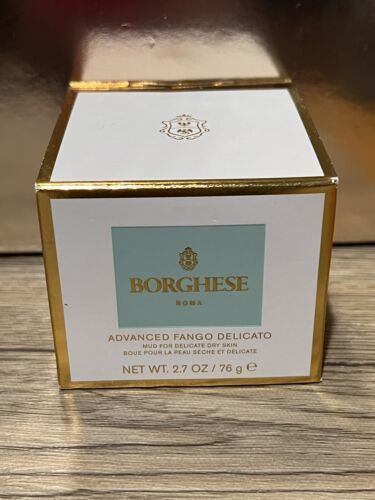 BORGHESE
ROMA
ADVANCED FANGO DELICATO
MUD FOR DELICATE DRY SKIN
BOUE POUR LA PEAU SÈCHE ET DÉLICATE
NET WT. 2.7 OZ / 76 g ℮